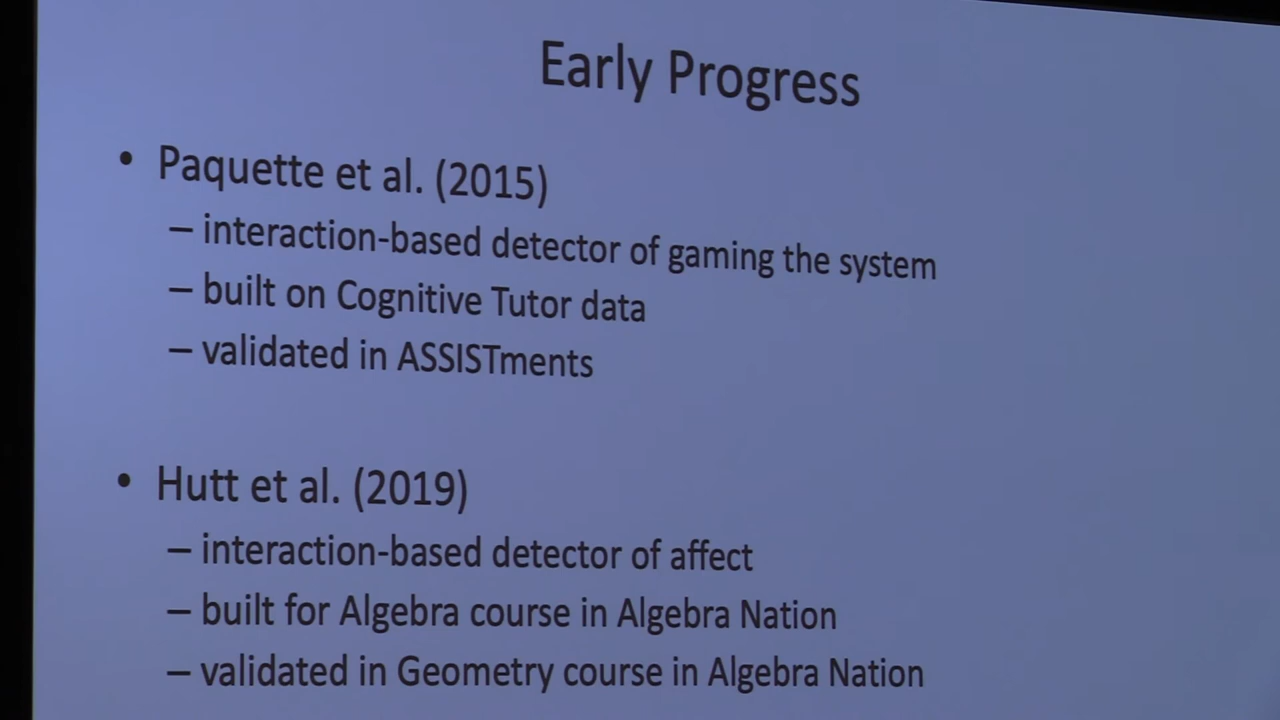 Early Progress
• Paquette et al. (2015)
– interaction-based detector of gaming the system
– built on Cognitive Tutor data
– validated in ASSISTments
• Hutt et al. (2019)
– interaction-based detector of affect
– built for Algebra course in Algebra Nation
– validated in Geometry course in Algebra Nation